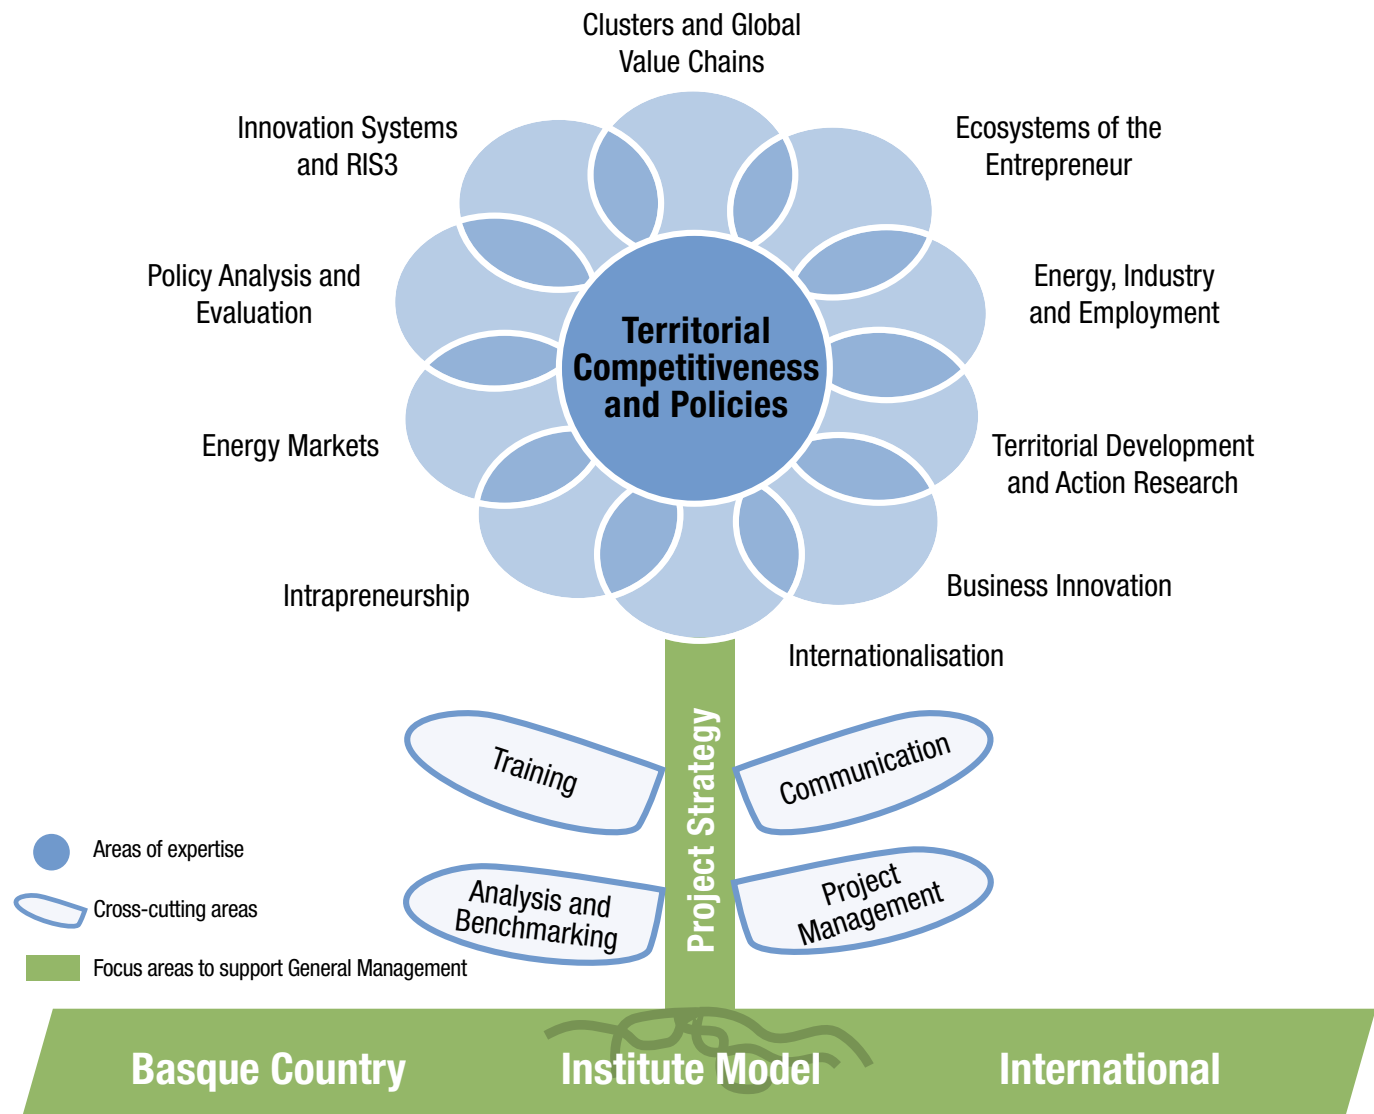 Clusters and Global
Value Chains
Innovation Systems
and RIS3
Ecosystems of the
Entrepreneur
Policy Analysis and
Evaluation
Energy, Industry
and Employment
Territorial
Competitiveness
and Policies
Energy Markets
Territorial Development
and Action Research
Intrapreneurship
Business Innovation
Internationalisation
Training
Communication
Project Strategy
Analysis and
Benchmarking
Project
Management
Areas of expertise
Cross-cutting areas
Focus areas to support General Management
Basque Country
Institute Model
International